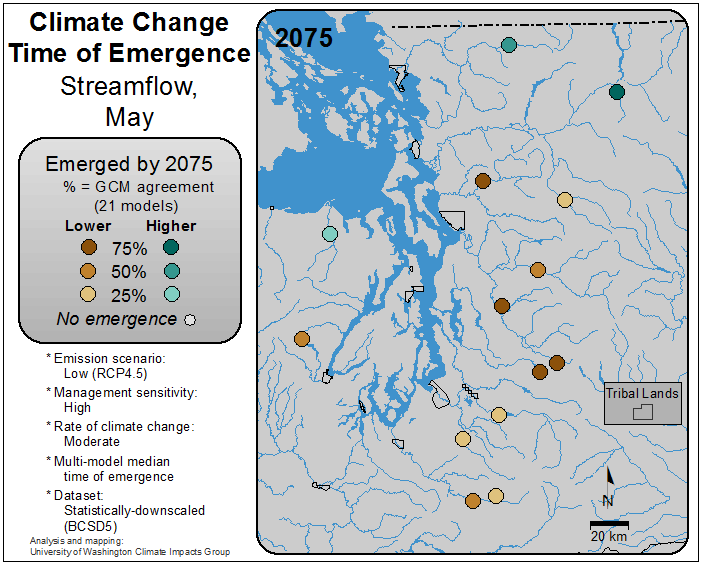 Climate Change
Time of Emergence
Streamflow,
May
Emerged by 2075
% = GCM agreement
(21 models)
Lower Higher
75%
50%
25%
No emergence
* Emission scenario:
Low (RCP4.5)
* Management sensitivity:
High
* Rate of climate change:
Moderate
* Multi-model median
time of emergence
* Dataset:
Statistically-downscaled
(BCSD5)
Analysis and mapping:
University of Washington Climate Impacts Group
2075
Tribal Lands
N
20 km